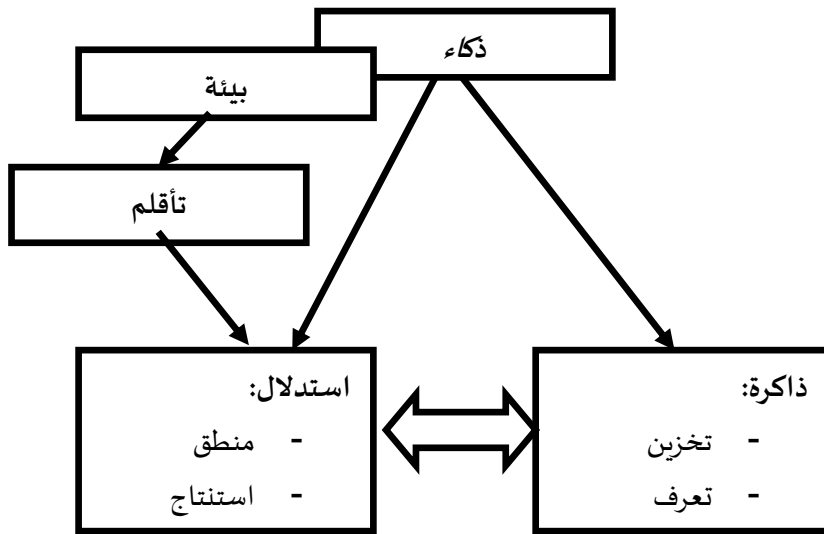 ذكاء
بيئة
تأقلم
ذاكرة:
- تخزين
- تعرف
استدلال:
- منطق
- استنتاج